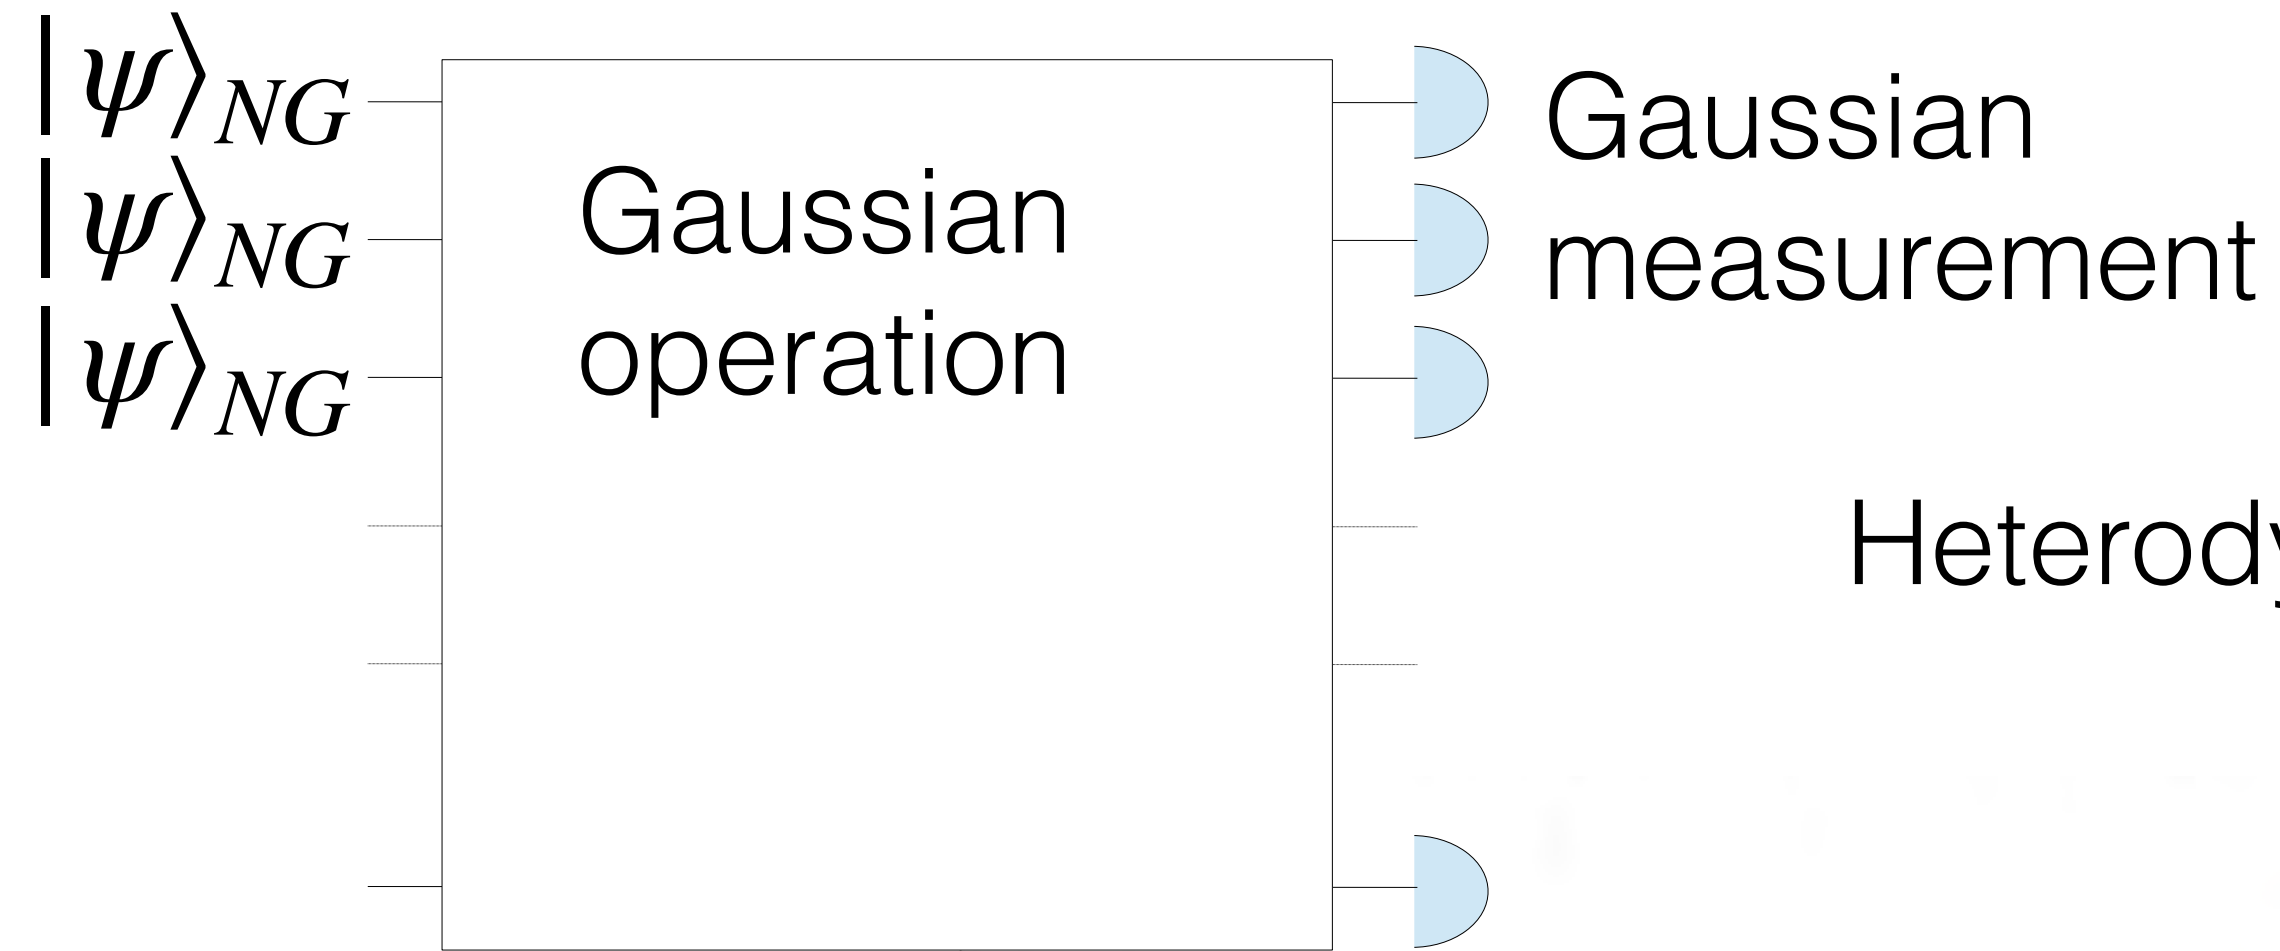 |ψ⟩NG
|ψ⟩NG
|ψ⟩NG
Gaussian
operation
Gaussian
measurement